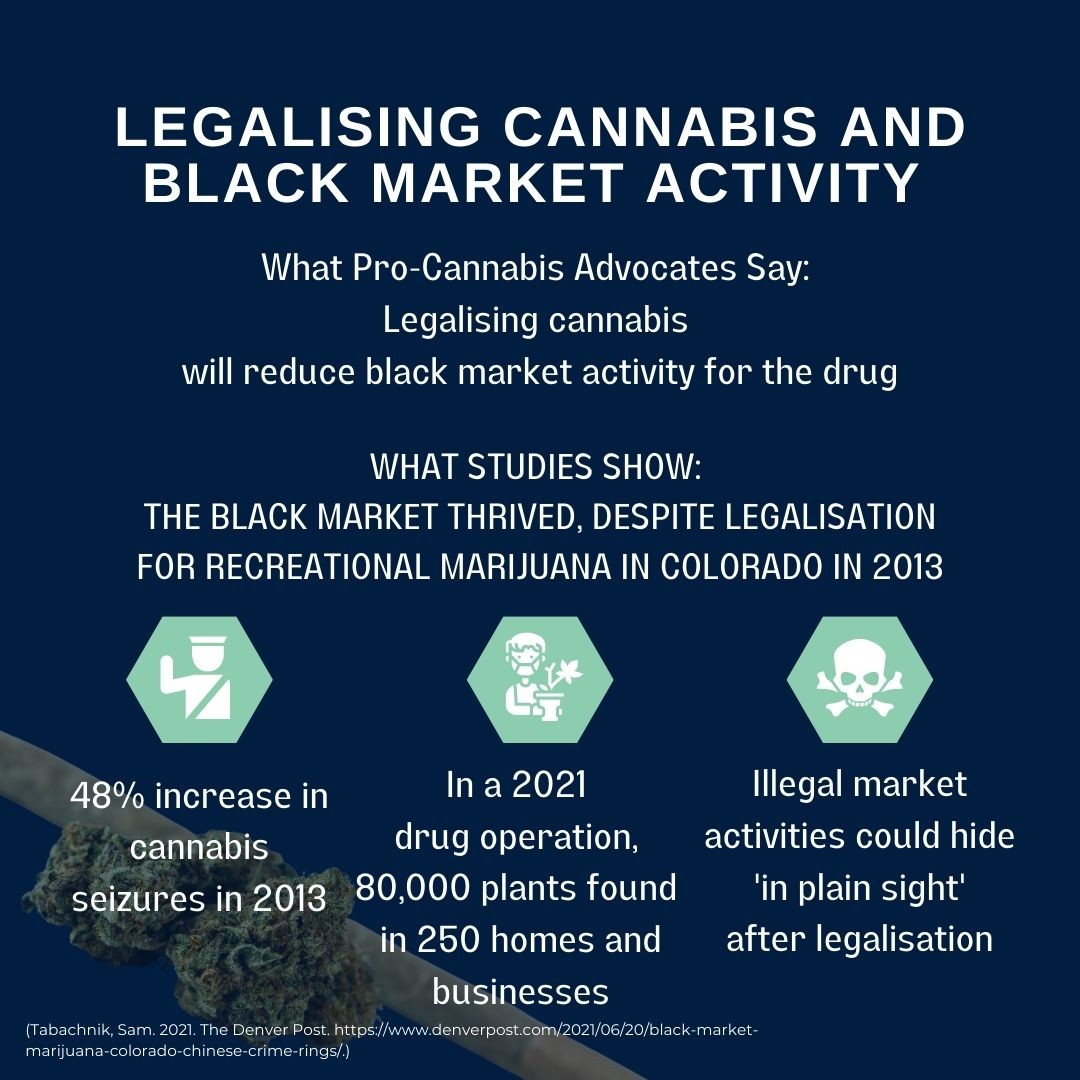 LEGALISING CANNABIS AND
BLACK MARKET ACTIVITY
What Pro-Cannabis Advocates Say:
Legalising cannabis
will reduce black market activity for the drug
WHAT STUDIES SHOW:
THE BLACK MARKET THRIVED, DESPITE LEGALISATION
FOR RECREATIONAL MARIJUANA IN COLORADO IN 2013
48% increase in
cannabis
seizures in 2013
In a 2021
drug operation,
80,000 plants found
in 250 homes and
businesses
Illegal market
activities could hide
'in plain sight'
after legalisation
(Tabachnik, Sam. 2021. The Denver Post. https://www.denverpost.com/2021/06/20/black-market-
marijuana-colorado-chinese-crime-rings/.)